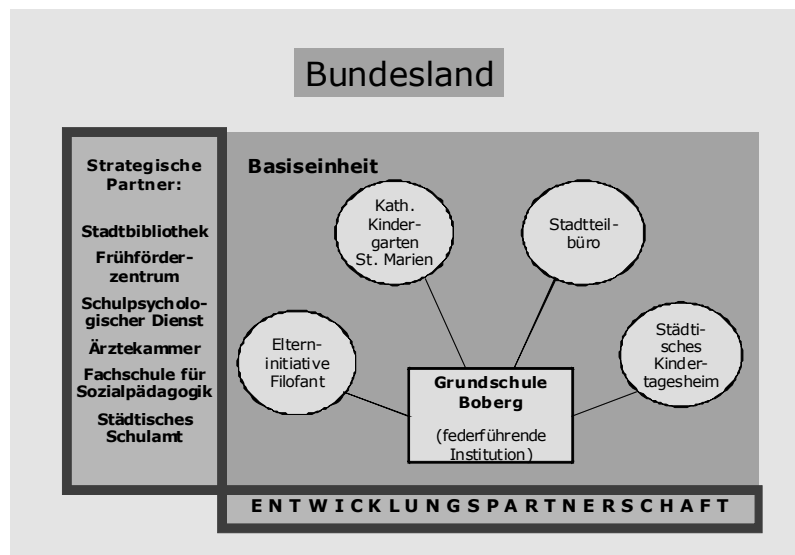 Bundesland
Strategische
Partner:
Stadtbibliothek
Frühförder-
zentrum
Schulpsycholo-
gischer Dienst
Ärztekammer
Fachschule für
Sozialpädagogik
Städtisches
Schulamt
Basiseinheit
Kath.
Kinder-
garten
St. Marien
Stadtteil-
büro
Eltern-
initiative
Filofant
Städti-
sches
Kinder-
tagesheim
Grundschule
Boberg
(federführende
Institution)
ENTWICKLUNGSPARTNERSCHAFT